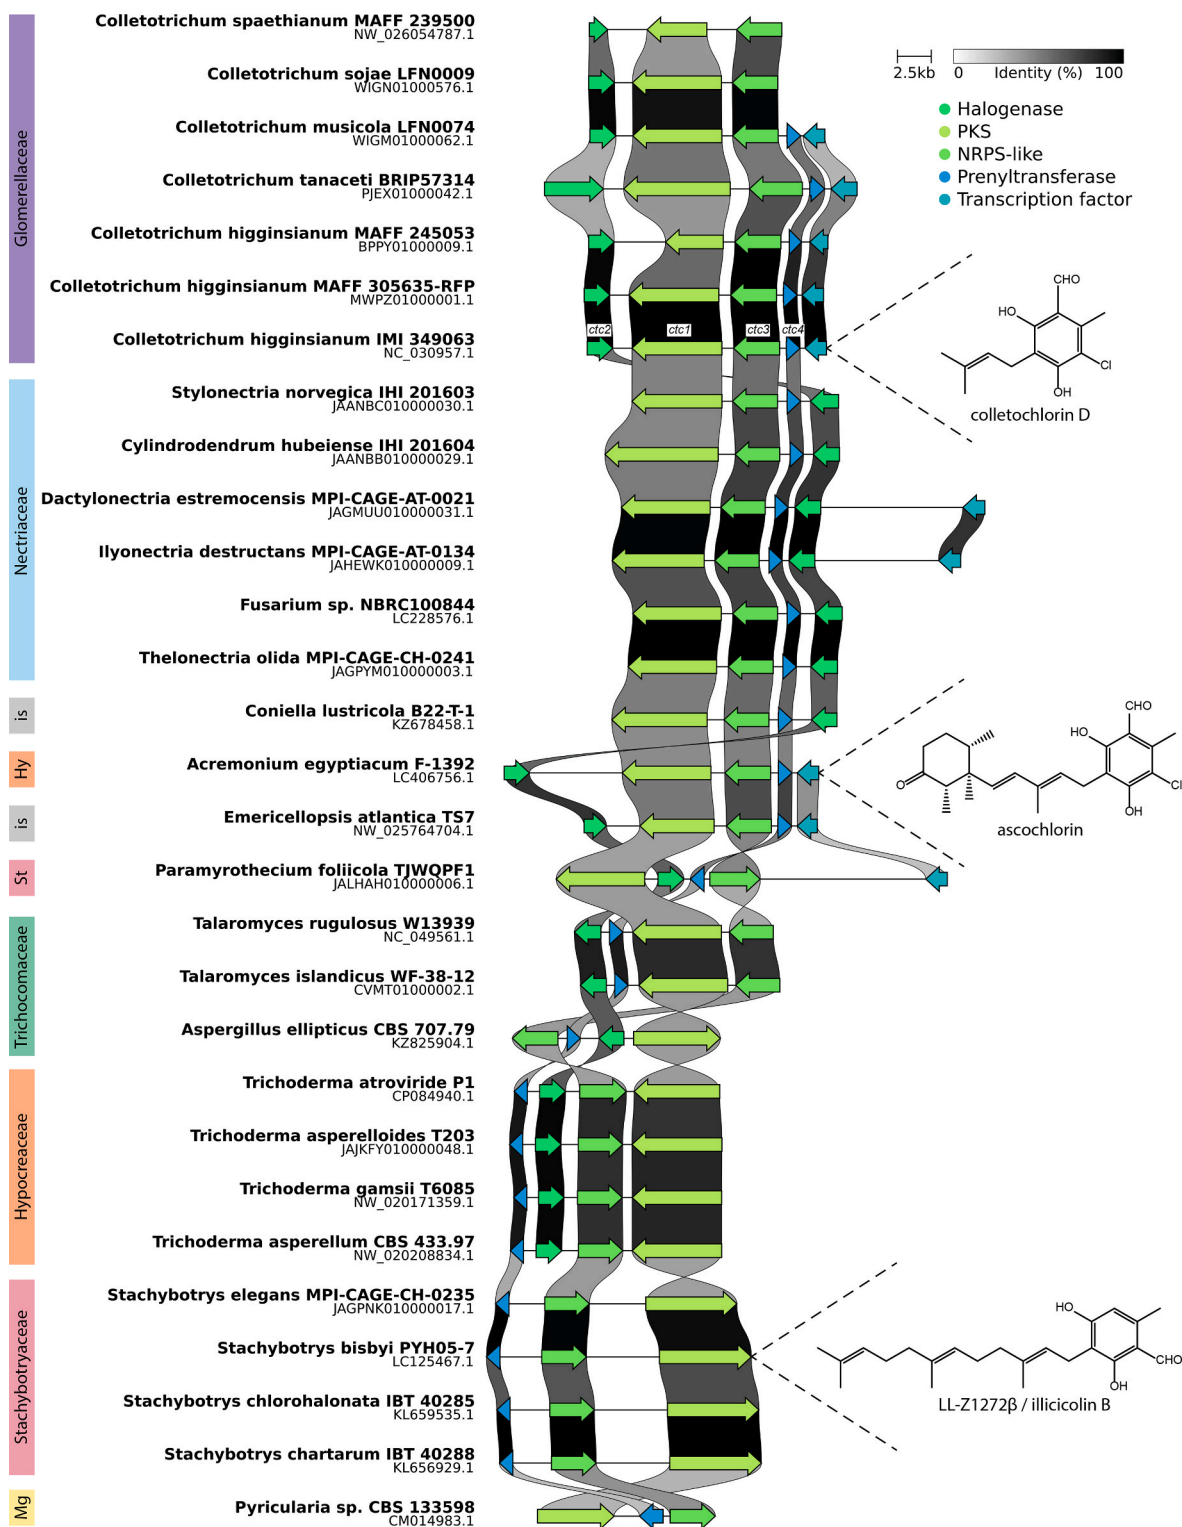 Colletotrichum spaethianum MAFF 239500
NW_026054787.1
Colletotrichum sojae LFN0009
WIGN01000576.1
Colletotrichum musicola LFN0074
WIGM01000062.1
Colletotrichum tanaceti BRIP57314
PJEX01000042.1
Colletotrichum higginsianum MAFF 245053
BPPY01000009.1
Colletotrichum higginsianum MAFF 305635-RFP
MWPZ01000001.1
Colletotrichum higginsianum IMI 349063
NC_030957.1
Glomerellaceae
2.5kb
0 Identity (%) 100
Halogenase
PKS
NRPS-like
Prenyltransferase
Transcription factor
ctc2 ctc1 ctc3 ctc4
CHO
HO
Cl
OH
colletochlorin D
Stylonectria norvegica IHI 201603
JAANBC010000030.1
Cylindrodendrum hubeiense IHI 201604
JAANBB010000029.1
Dactylonectria estremocensis MPI-CAGE-AT-0021
JAGMUU010000031.1
Ilyonectria destructans MPI-CAGE-AT-0134
JAHEWK010000009.1
Fusarium sp. NBRC100844
LC228576.1
Thelonectria olida MPI-CAGE-CH-0241
JAGPYM010000003.1
Nectriaceae
is
Coniella lustricola B22-T-1
KZ678458.1
Hy
Acremonium egyptiacum F-1392
LC406756.1
CHO
HO
O
Cl
OH
ascochlorin
is
Emericellopsis atlantica TS7
NW_025764704.1
St
Paramyrothecium foliicola TJWQPF1
JALHAH010000006.1
Talaromyces rugulosus W13939
NC_049561.1
Talaromyces islandicus WF-38-12
CVMT01000002.1
Aspergillus ellipticus CBS 707.79
KZ825904.1
Trichocomaceae
Trichoderma atroviride P1
CP084940.1
Trichoderma asperelloides T203
JAJKFY010000048.1
Trichoderma gamsii T6085
NW_020171359.1
Trichoderma asperellum CBS 433.97
NW_020208834.1
Hypocreaceae
Stachybotrys elegans MPI-CAGE-CH-0235
JAGPNK010000017.1
Stachybotrys bisbyi PYH05-7
LC125467.1
Stachybotrys chlorohalonata IBT 40285
KL659535.1
Stachybotrys chartarum IBT 40288
KL656929.1
Stachybotryaceae
HO
CHO
OH
LL-Z1272β / illicicolin B
Mg
Pyricularia sp. CBS 133598
CM014983.1